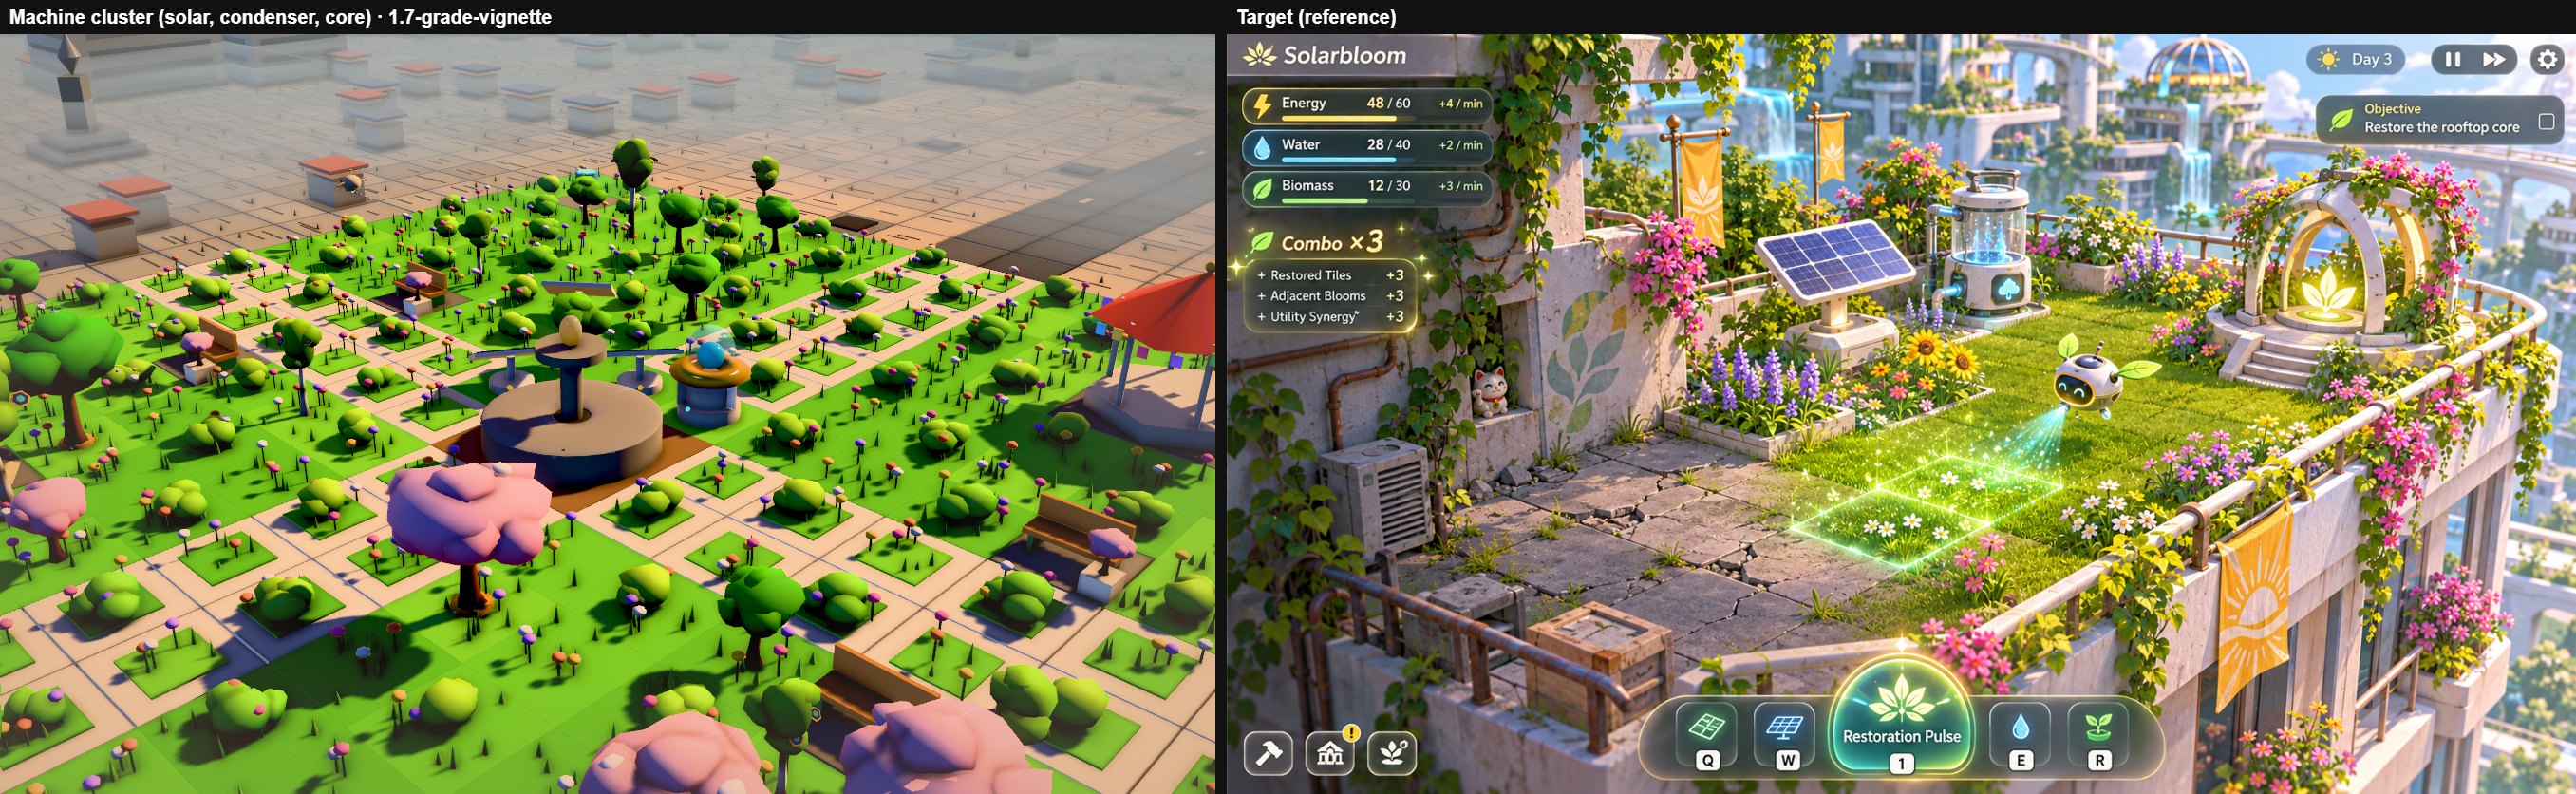 Machine cluster (solar, condenser, core) · 1.7-grade-vignette
Target (reference)
Solarbloom
Day 3
Energy 48 / 60 +4 / min
Water 28 / 40 +2 / min
Biomass 12 / 30 +3 / min
Objective
Restore the rooftop core
Combo ×3
+ Restored Tiles +3
+ Adjacent Blooms +3
+ Utility Synergy +3
!
Restoration Pulse
Q W 1 E R